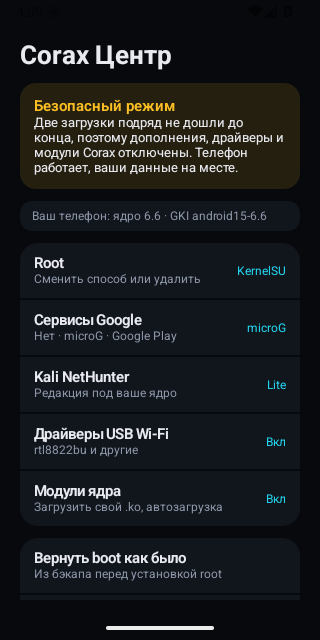 Corax Центр
Безопасный режим
Две загрузки подряд не дошли до
конца, поэтому дополнения, драйверы и
модули Corax отключены. Телефон
работает, ваши данные на месте.
Ваш телефон: ядро 6.6 · GKI android15-6.6
Root
Сменить способ или удалить
KernelSU
Сервисы Google
Нет · microG · Google Play
microG
Kali NetHunter
Редакция под ваше ядро
Lite
Драйверы USB Wi-Fi
rtl8822bu и другие
Вкл
Модули ядра
Загрузить свой .ko, автозагрузка
Вкл
Вернуть boot как было
Из бэкапа перед установкой root